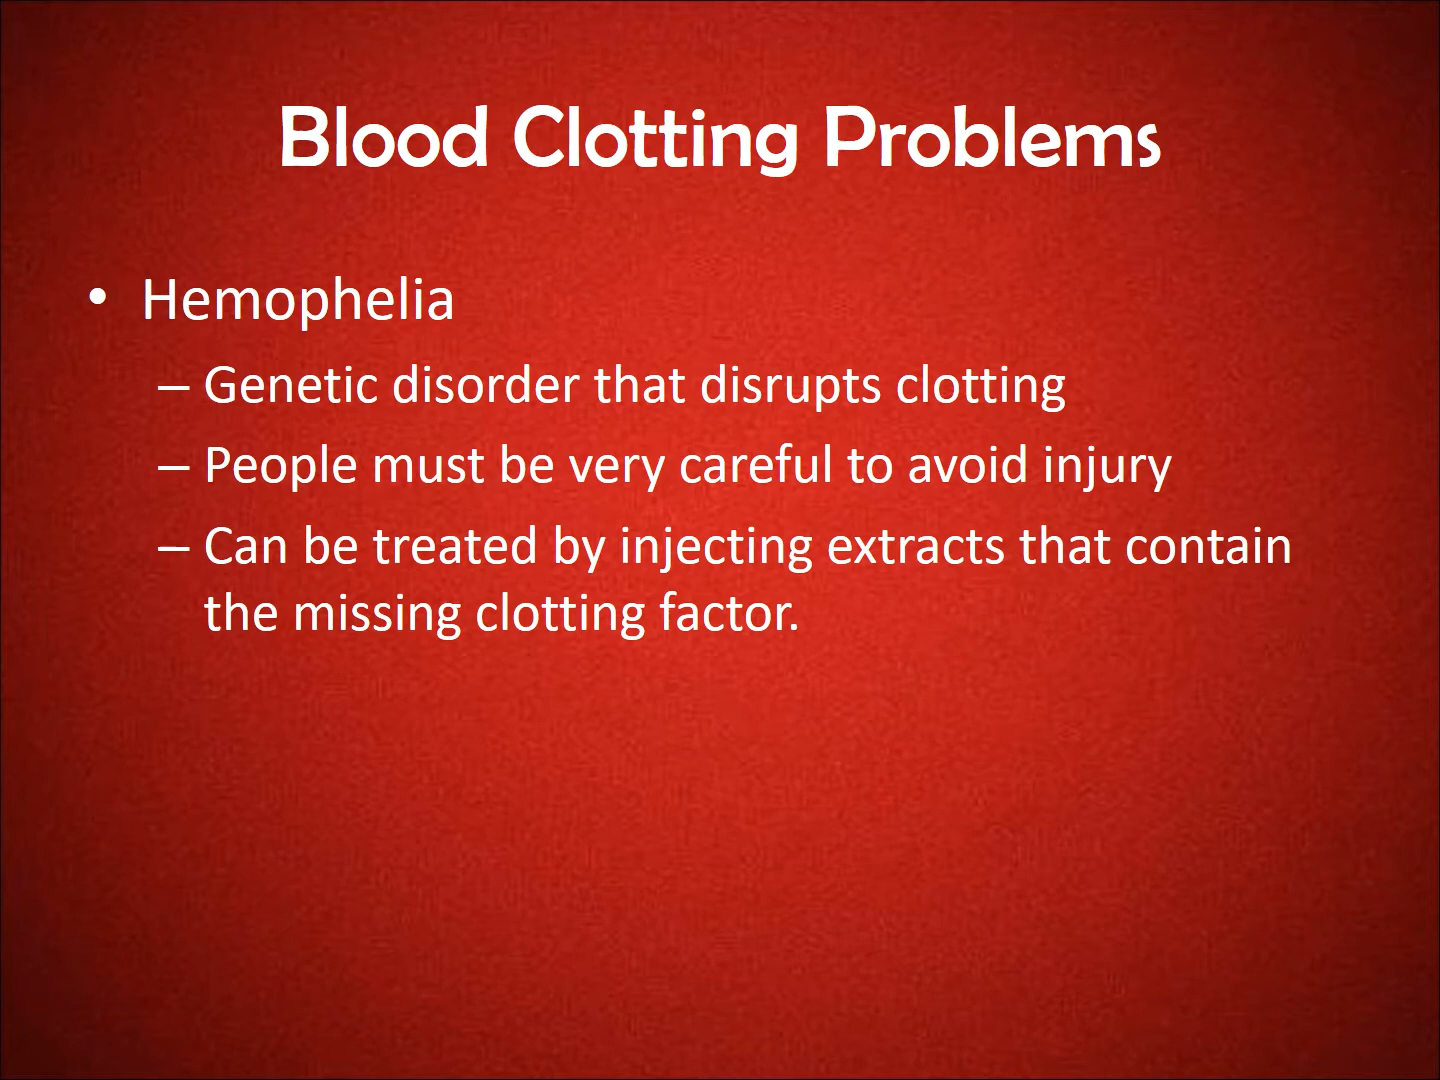 Blood Clotting Problems
• Hemophelia
– Genetic disorder that disrupts clotting
– People must be very careful to avoid injury
– Can be treated by injecting extracts that contain
the missing clotting factor.